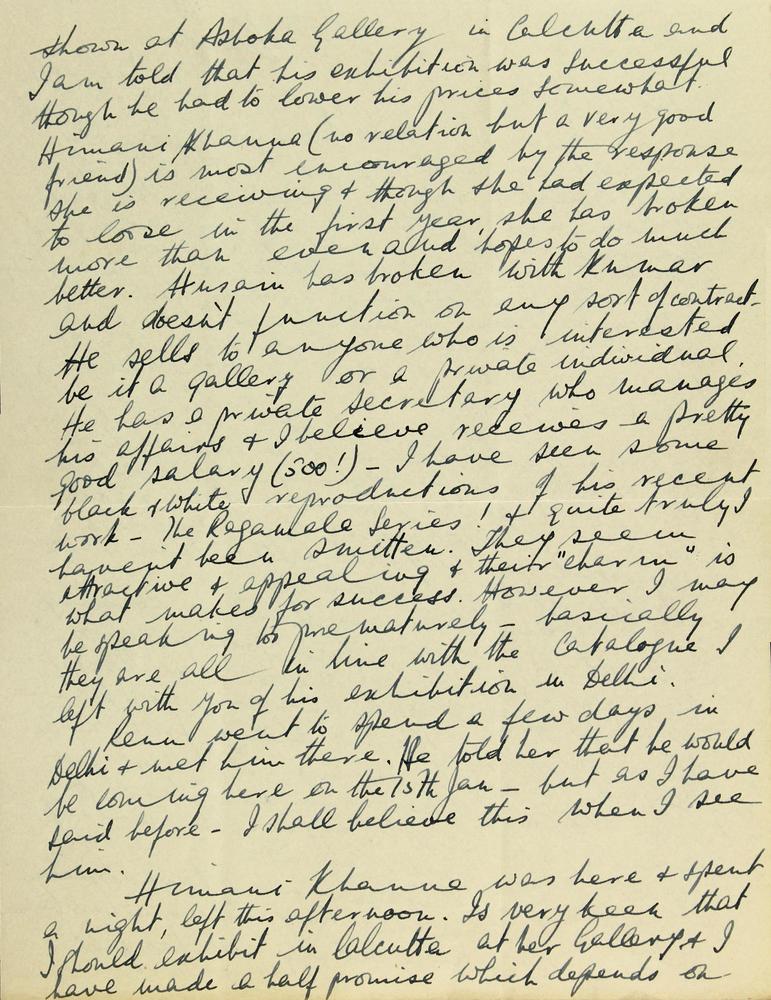 shown at Ashoka Gallery in Calcutta and
I am told that his exhibition was successful
though he had to lower his prices somewhat.
Himani Khanna (no relation but a very good
friend) is most encouraged by the response
she is receiving & though she had expected
to loose in the first year, she has broken
more than even and hopes to do much
better. Husain has broken with Kumar
and doesn't function on any sort of contract.
He sells to anyone who is interested
be it a gallery or a private individual.
He has a private secretary who manages
his affairs & I believe receives a pretty
good salary (500!) - I have seen some
black & white reproductions of his recent
work - The Ragamala Series! & quite truly I
haven't been smitten. They seem
attractive & appealing & their "charm" is
what makes for success. However I may
be speaking too prematurely - basically
they are all in line with the catalogue I
left with you of his exhibition in Delhi.
Renu went to spend a few days in
Delhi & met him there. He told her that he would
be coming here on the 15th Jan - but as I have
said before - I shall believe this when I see
him.
Himani Khanna was here & spent
a night, left this afternoon. Is very keen that
I should exhibit in Calcutta at her Gallery & I
have made a half promise which depends on